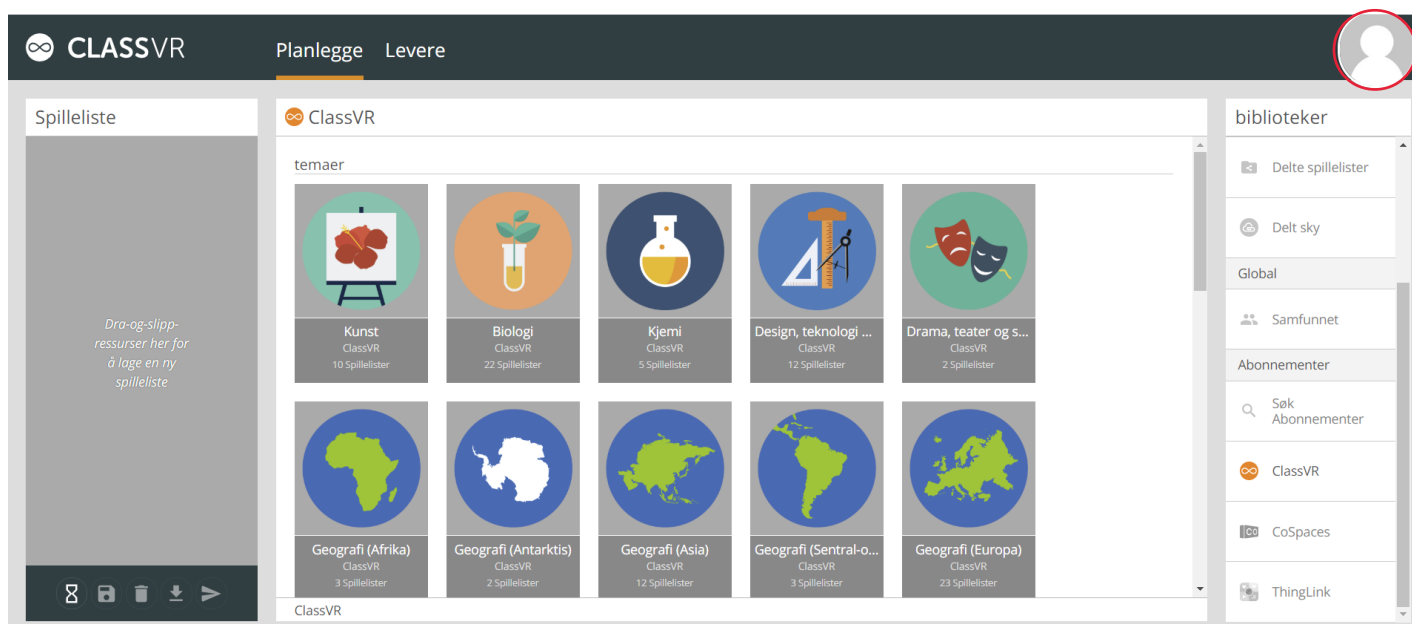 CLASSVR
Planlegge Levere
Spilleliste
Dra-og-slipp-
ressurser her for
å lage en ny
spilleliste
ClassVR
temaer
Kunst
ClassVR
10 Spillelister
Biologi
ClassVR
22 Spillelister
Kjemi
ClassVR
5 Spillelister
Design, teknologi ...
ClassVR
12 Spillelister
Drama, teater og s...
ClassVR
2 Spillelister
Geografi (Afrika)
ClassVR
3 Spillelister
Geografi (Antarktis)
ClassVR
2 Spillelister
Geografi (Asia)
ClassVR
12 Spillelister
Geografi (Sentral-o...
ClassVR
3 Spillelister
Geografi (Europa)
ClassVR
23 Spillelister
ClassVR
biblioteker
Delte spillelister
Delt sky
Global
Samfunnet
Abonnementer
Søk
Abonnementer
ClassVR
Co
CoSpaces
ThingLink